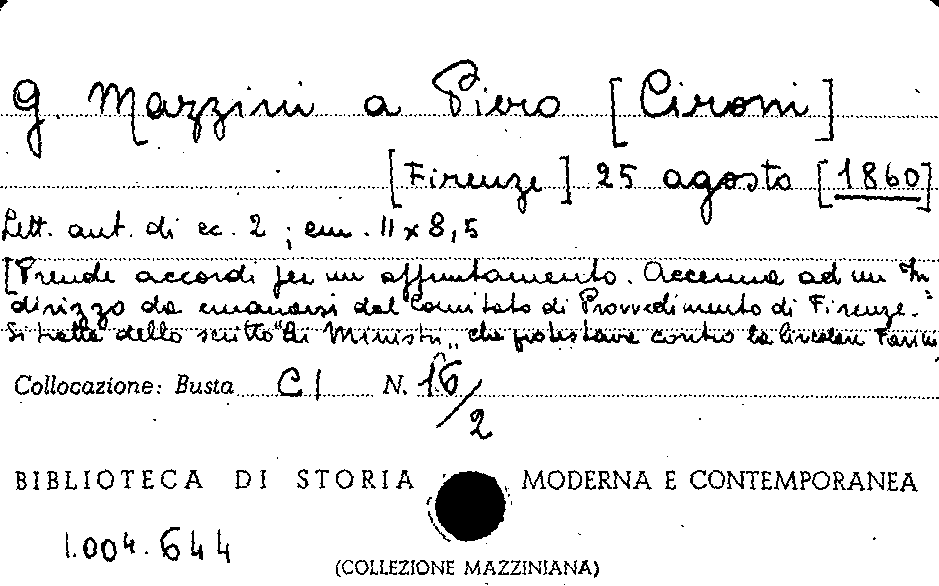 G. Mazzini a Piero [Cironi]
[Firenze] 25 agosto [1860]
Lett. aut. di cc. 2 ; cm. 11 x 8,5
[Prende accordi per un appuntamento. Accenna ad un In=
dirizzo da emanarsi dal Comitato di Provvedimento di Firenze.
Si tratta dello scritto "Ai Ministri„ che protestava contro la circolare Farini
Collocazione: Busta CI N. 16/2
BIBLIOTECA DI STORIA MODERNA E CONTEMPORANEA
1.004.644
(COLLEZIONE MAZZINIANA)